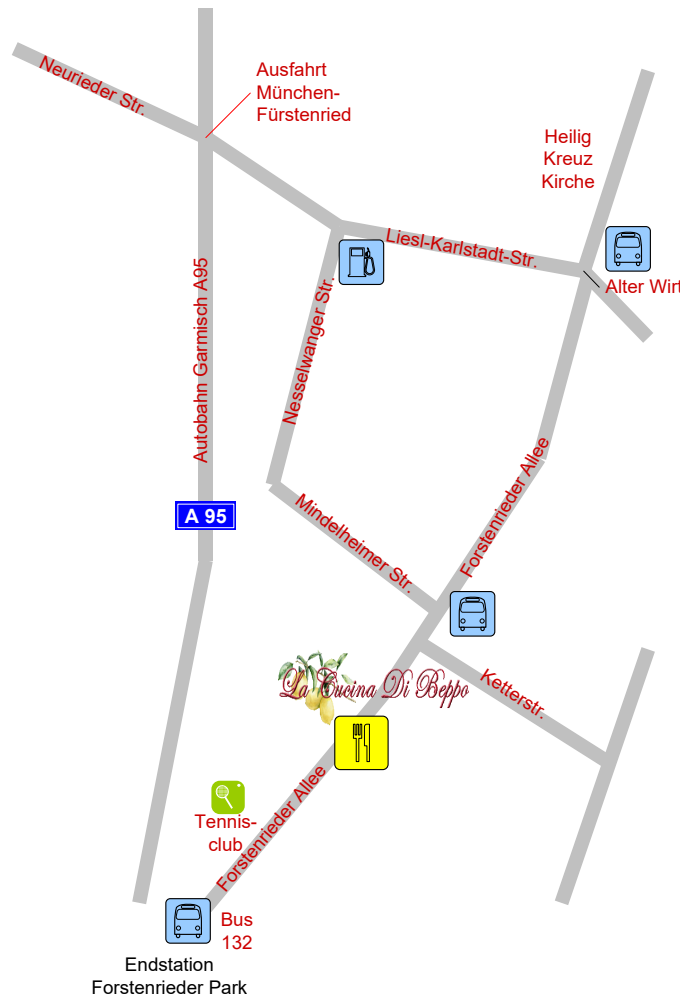 Neurieder Str.
Ausfahrt
München-
Fürstenried
Heilig
Kreuz
Kirche
Liesl-Karlstadt-Str.
Alter Wirt
Autobahn Garmisch A95
Nesselwanger Str.
Forstenrieder Allee
A 95
Mindelheimer Str.
La Cucina Di Beppo
Ketterstr.
Forstenrieder Allee
Tennis-
club
Bus
132
Endstation
Forstenrieder Park